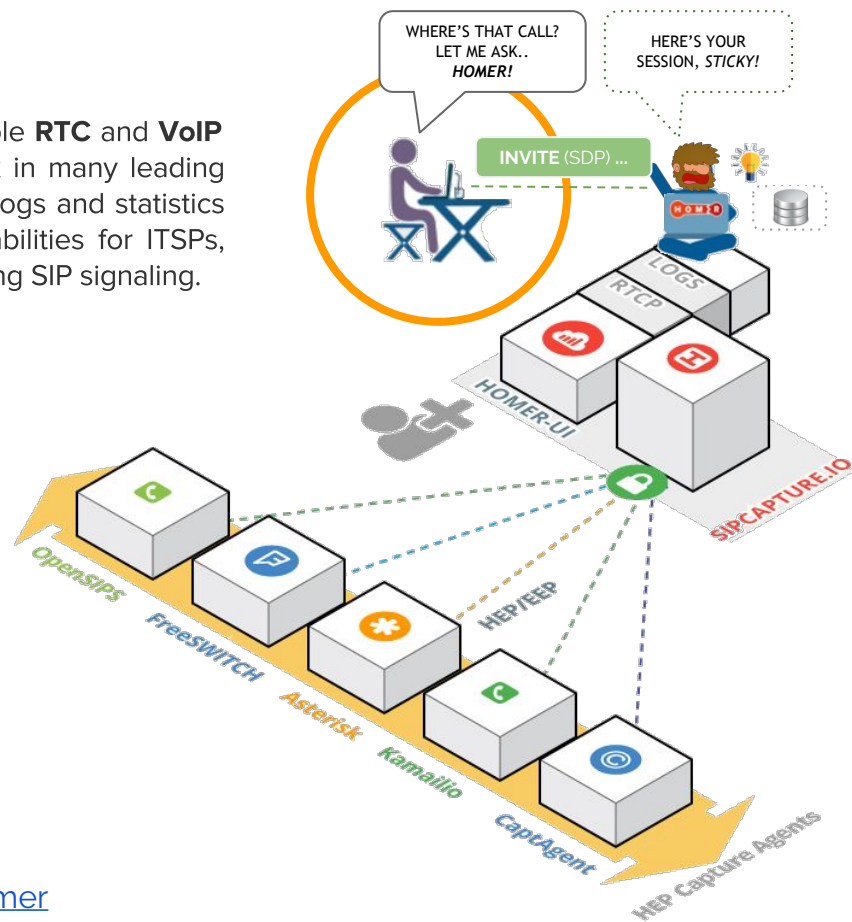 WHERE'S THAT CALL?
LET ME ASK..
HOMER!
HERE'S YOUR
SESSION, STICKY!
RTC and VoIP
in many leading
ogs and statistics
abilities for ITSPs,
ng SIP signaling.
INVITE (SDP) ...
HOMER
LOGS
RTCP
HOMER-UI
SIPCAPTURE.IO
HEP/EEP
OpenSIPS
FreeSWITCH
Asterisk
Kamailio
CaptAgent
HEP Capture Agents
mer